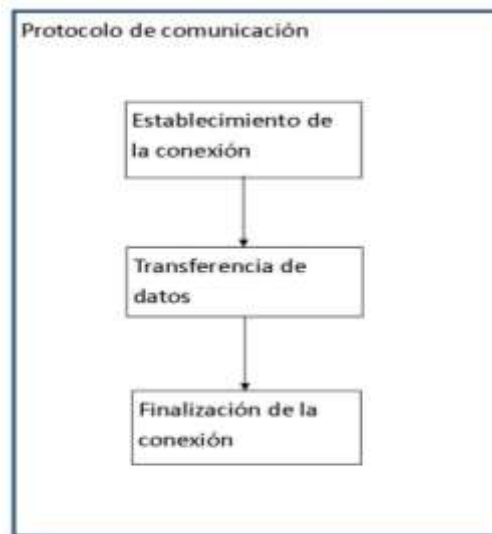 Protocolo de comunicación
Establecimiento de
la conexión
Transferencia de
datos
Finalización de la
conexión